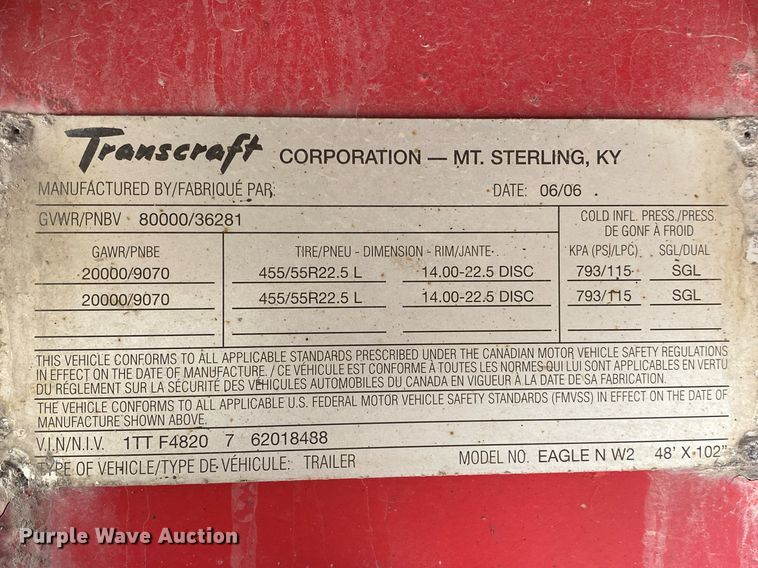 Transcraft CORPORATION — MT. STERLING, KY
MANUFACTURED BY/FABRIQUÉ PAR: DATE: 06/06
GVWR/PNBV 80000/36281 COLD INFL. PRESS./PRESS. DE GONF À FROID
GAWR/PNBE TIRE/PNEU - DIMENSION - RIM/JANTE KPA (PSI/LPC) SGL/DUAL
20000/9070 455/55R22.5 L 14.00-22.5 DISC 793/115 SGL
20000/9070 455/55R22.5 L 14.00-22.5 DISC 793/115 SGL
THIS VEHICLE CONFORMS TO ALL APPLICABLE STANDARDS PRESCRIBED UNDER THE CANADIAN MOTOR VEHICLE SAFETY REGULATIONS
IN EFFECT ON THE DATE OF MANUFACTURE. / CE VÉHICULE EST CONFORME À TOUTES LES NORMES QUI LUI SONT APPLICABLES EN VERTU
DU RÉGLEMENT SUR LA SÉCURITÉ DES VÉHICULES AUTOMOBILES DU CANADA EN VIGUEUR À LA DATE DE SA FABRICATION.
THE VEHICLE CONFORMS TO ALL APPLICABLE U.S. FEDERAL MOTOR VEHICLE SAFETY STANDARDS (FMVSS) IN EFFECT ON THE DATE OF
MANUFACTURE SHOWN ABOVE.
V.I.N/N.I.V. 1TT F4820 7 62018488
TYPE OF VEHICLE/TYPE DE VÉHICULE: TRAILER MODEL NO. EAGLE N W2 48' X 102"
Purple Wave Auction